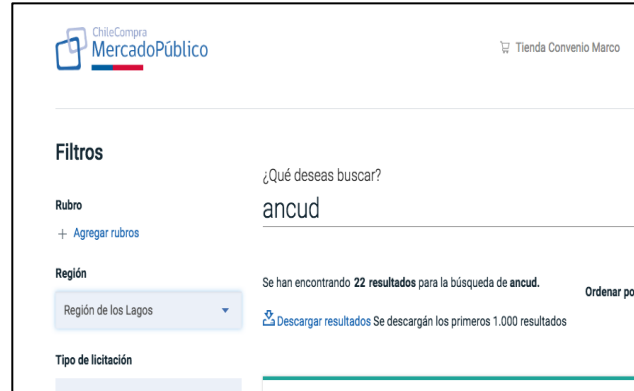 ChileCompra
MercadoPúblico
Tienda Convenio Marco
Filtros
¿Qué deseas buscar?
Rubro
ancud
+ Agregar rubros
Región
Se han encontrando 22 resultados para la búsqueda de ancud.
Ordenar po
Región de los Lagos
Descargar resultados Se descargán los primeros 1.000 resultados
Tipo de licitación